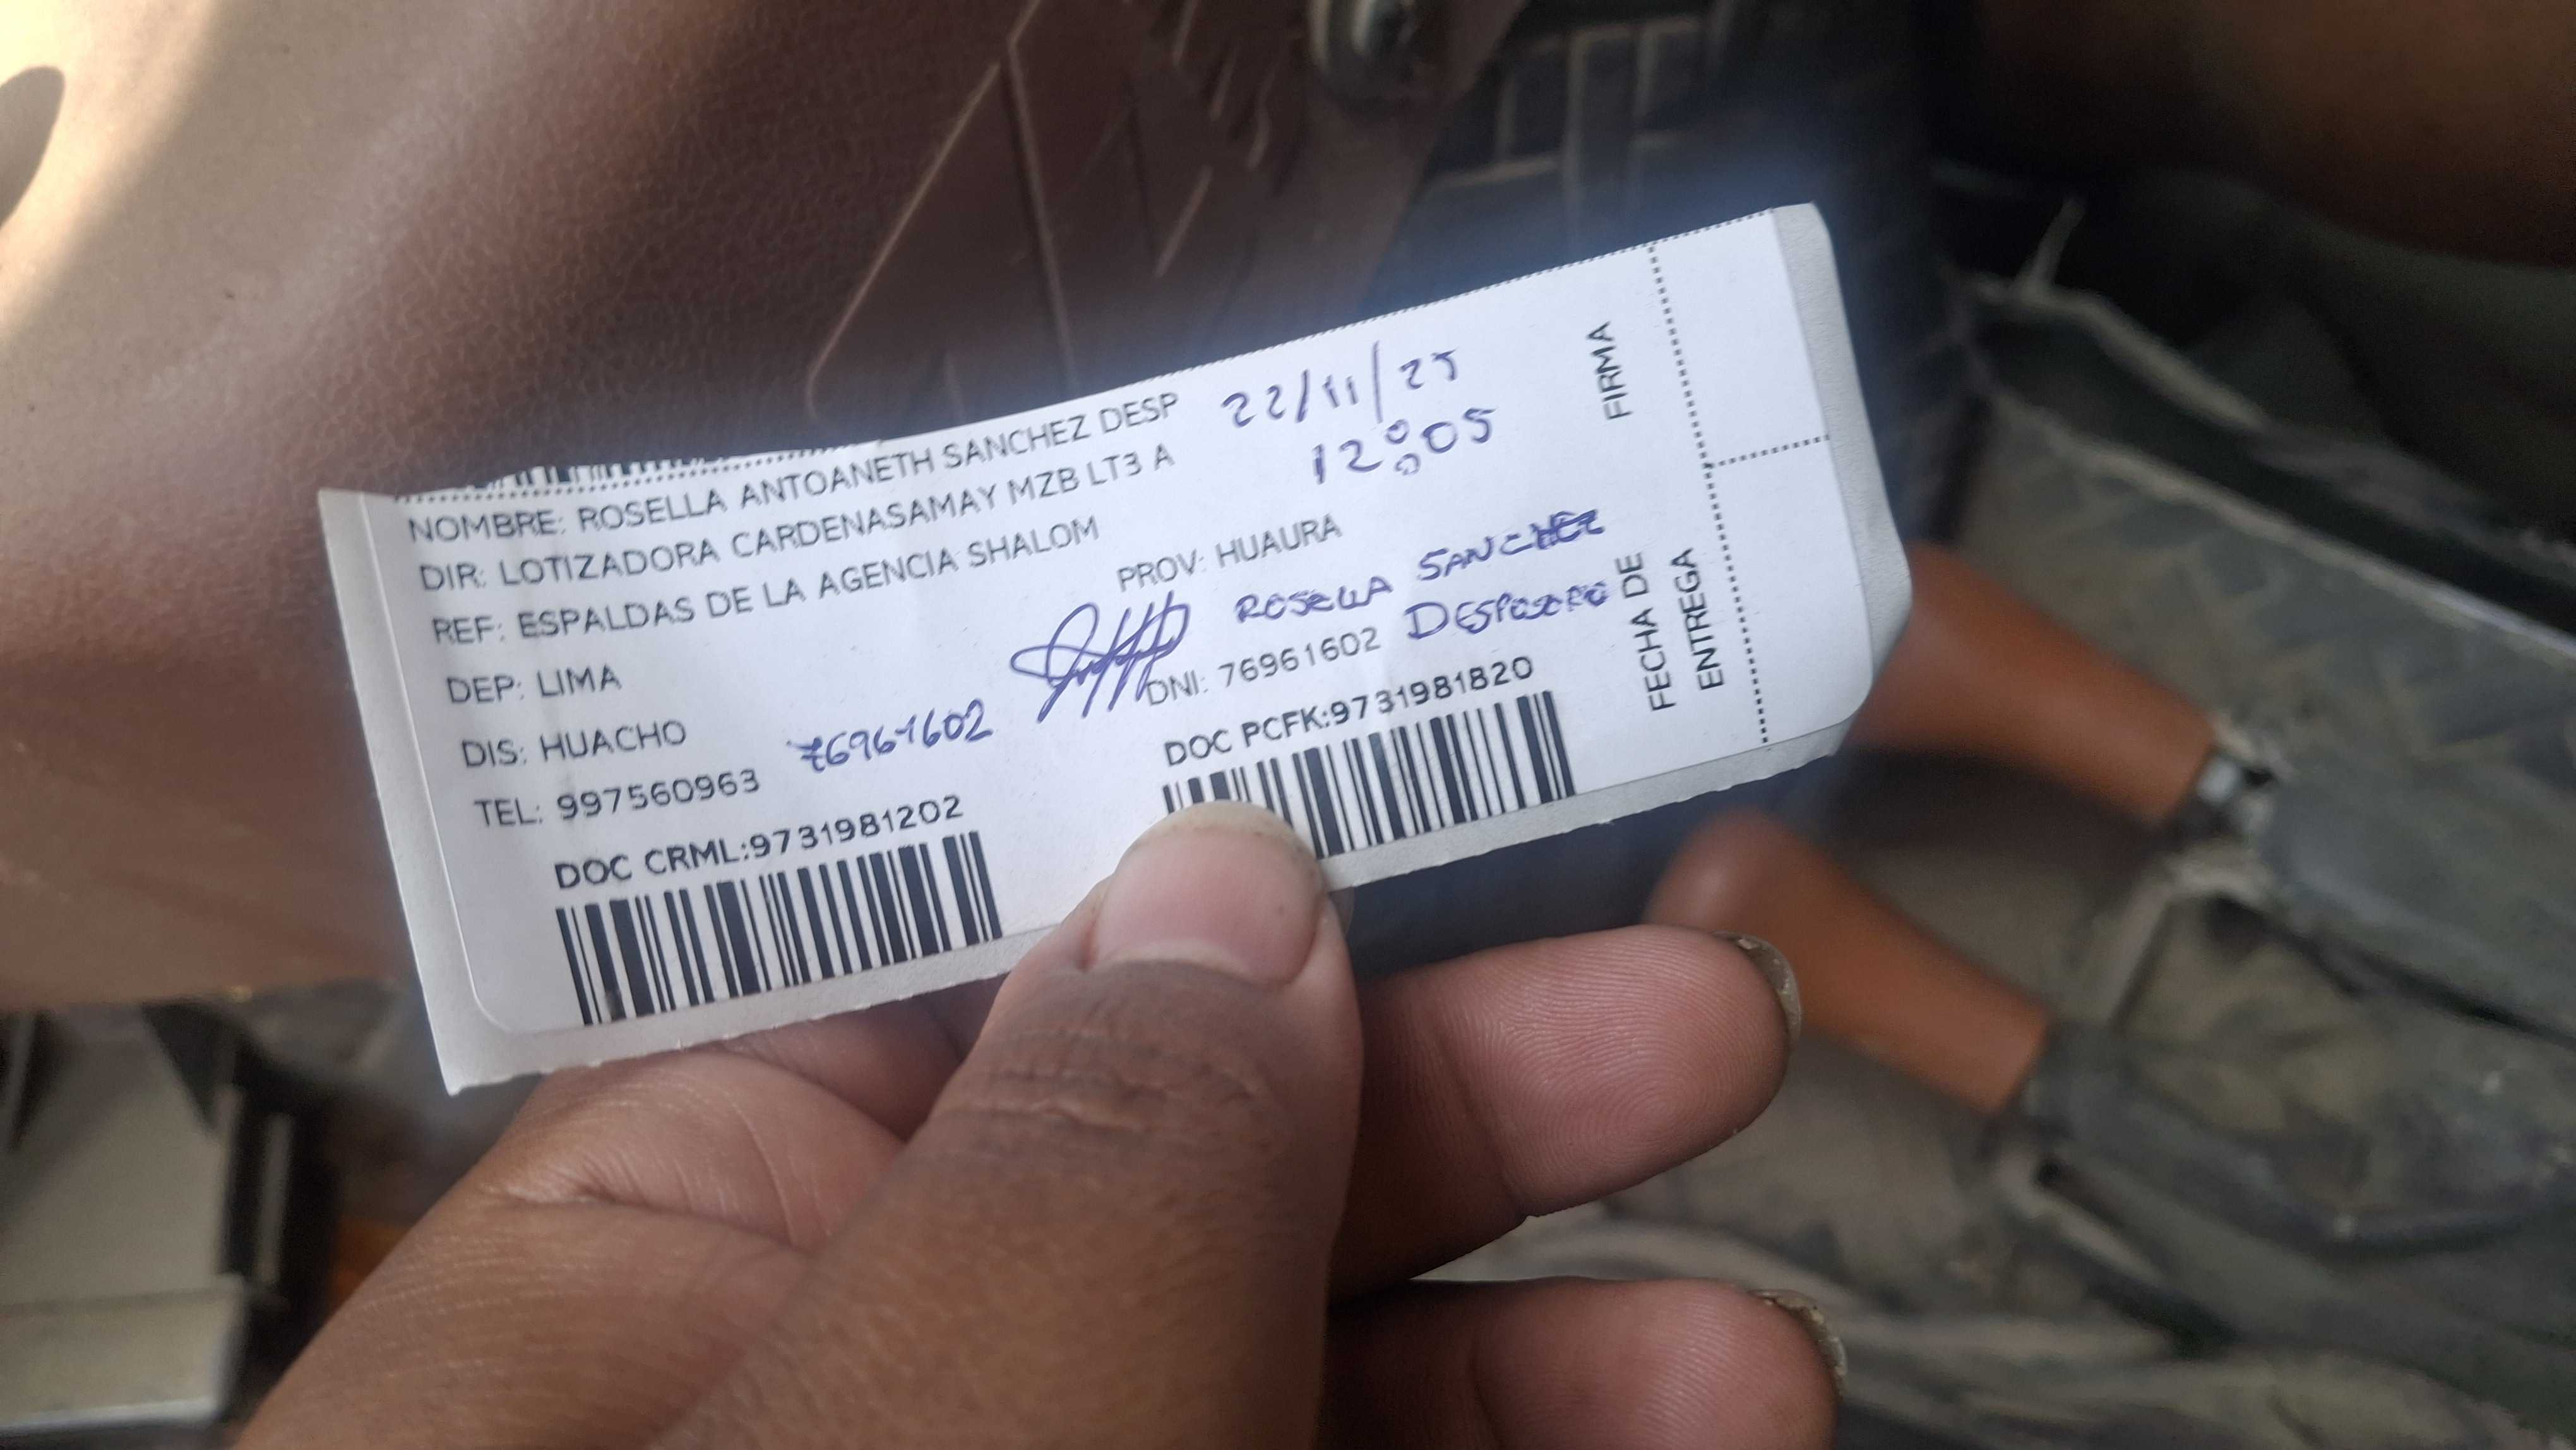 NOMBRE: ROSELLA ANTOANETH SANCHEZ DESP
22/11/25
DIR: LOTIZADORA CARDENASAMAY MZB LT3 A
12:05
REF: ESPALDAS DE LA AGENCIA SHALOM
DEP: LIMA
PROV: HUAURA
ROSELLA SANCHEZ
DIS: HUACHO
76961602
DNI: 76961602
DESPOSORO
TEL: 997560963
DOC CRML:9731981202
DOC PCFK:9731981820
FIRMA
FECHA DE
ENTREGA